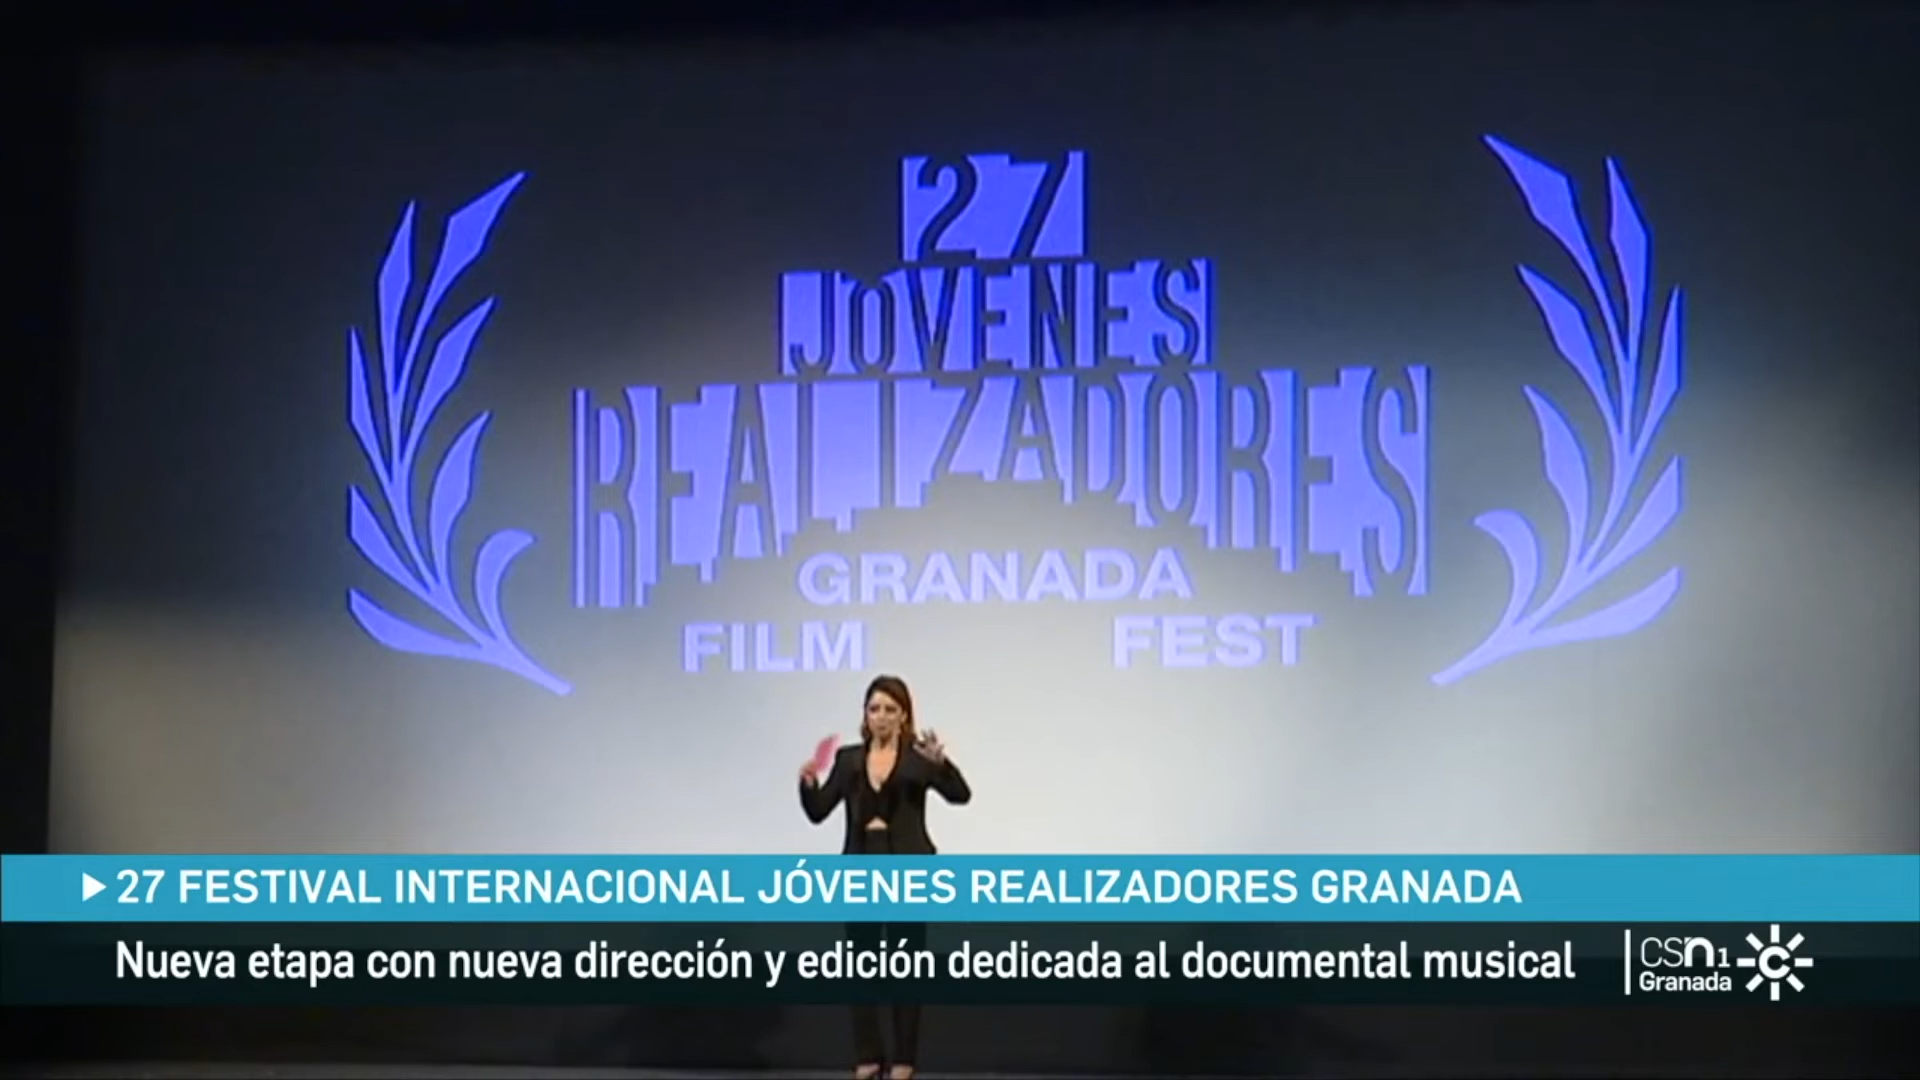 27
JÓVENES
REALIZADORES
GRANADA
FILM FEST
27 FESTIVAL INTERNACIONAL JÓVENES REALIZADORES GRANADA
Nueva etapa con nueva dirección y edición dedicada al documental musical
CSn1
Granada